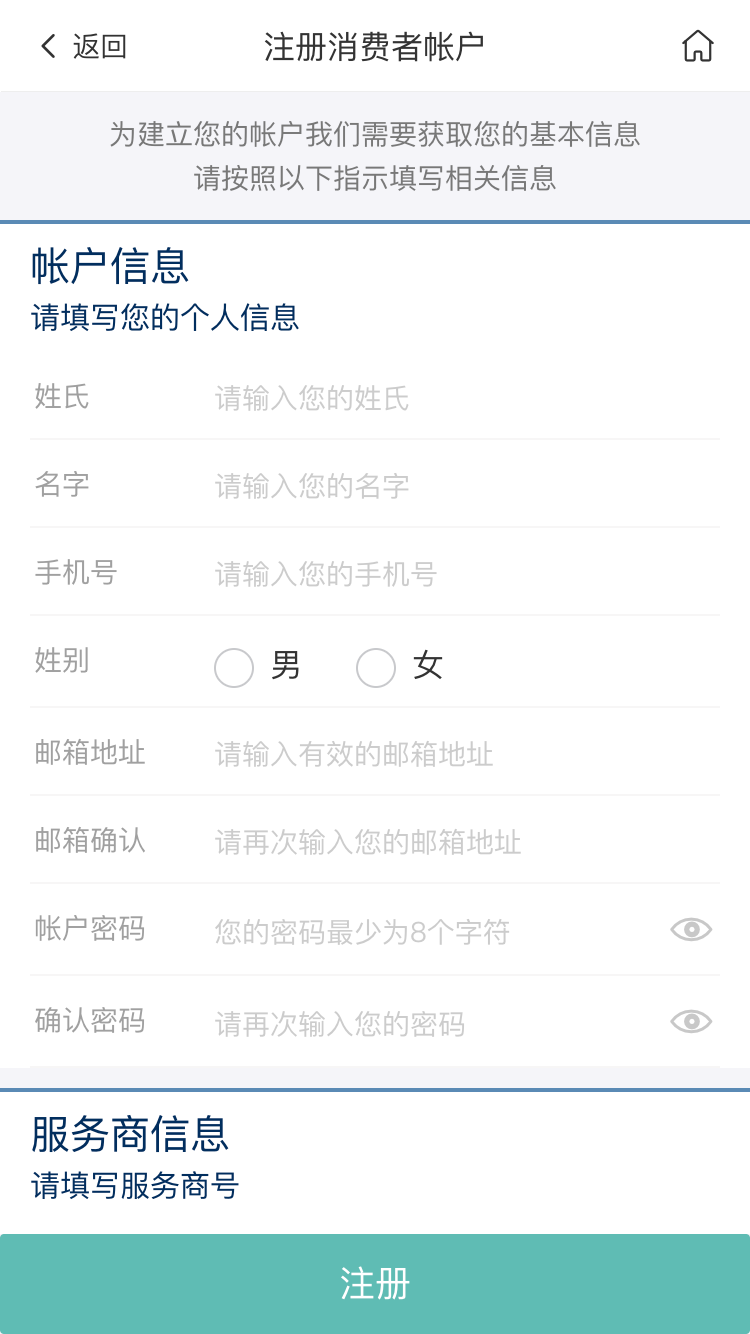 返回 注册消费者帐户
为建立您的帐户我们需要获取您的基本信息
请按照以下指示填写相关信息
帐户信息
请填写您的个人信息
姓氏 请输入您的姓氏
名字 请输入您的名字
手机号 请输入您的手机号
姓别 男 女
邮箱地址 请输入有效的邮箱地址
邮箱确认 请再次输入您的邮箱地址
帐户密码 您的密码最少为8个字符
确认密码 请再次输入您的密码
服务商信息
请填写服务商号
注册